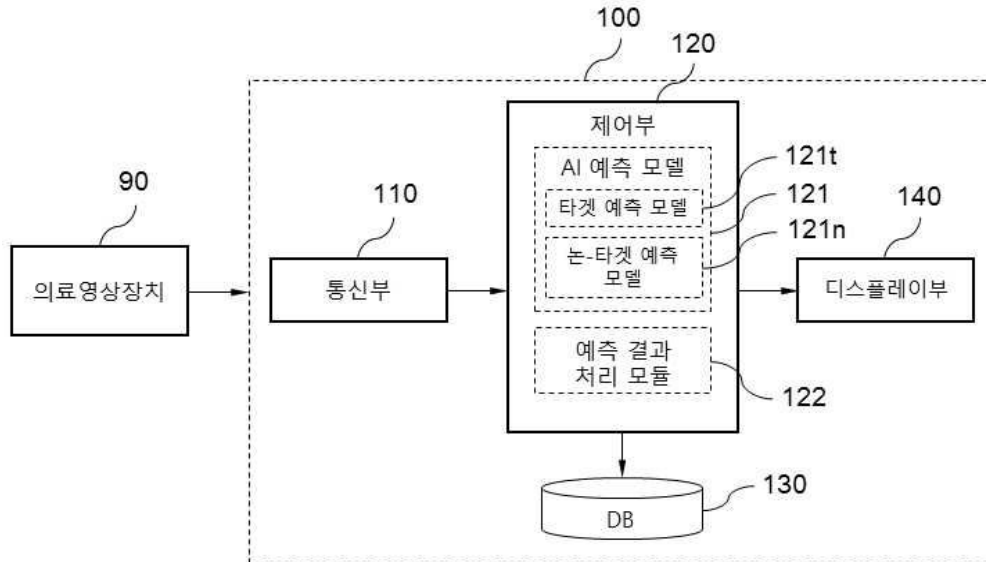 100
120
제어부
AI 예측 모델
121t
타겟 예측 모델
121
90
110
140
121n
논-타겟 예측
모델
의료영상장치
통신부
디스플레이부
예측 결과
처리 모듈
122
130
DB